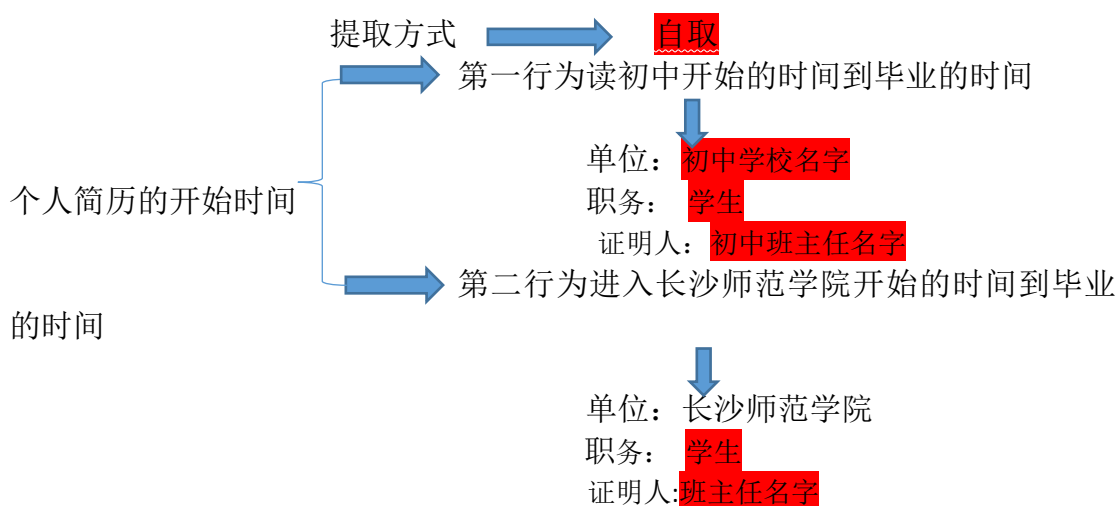 提取方式 自取
第一行为读初中开始的时间到毕业的时间
单位：初中学校名字
个人简历的开始时间
职务： 学生
证明人：初中班主任名字
第二行为进入长沙师范学院开始的时间到毕业
的时间
单位：长沙师范学院
职务： 学生
证明人:班主任名字